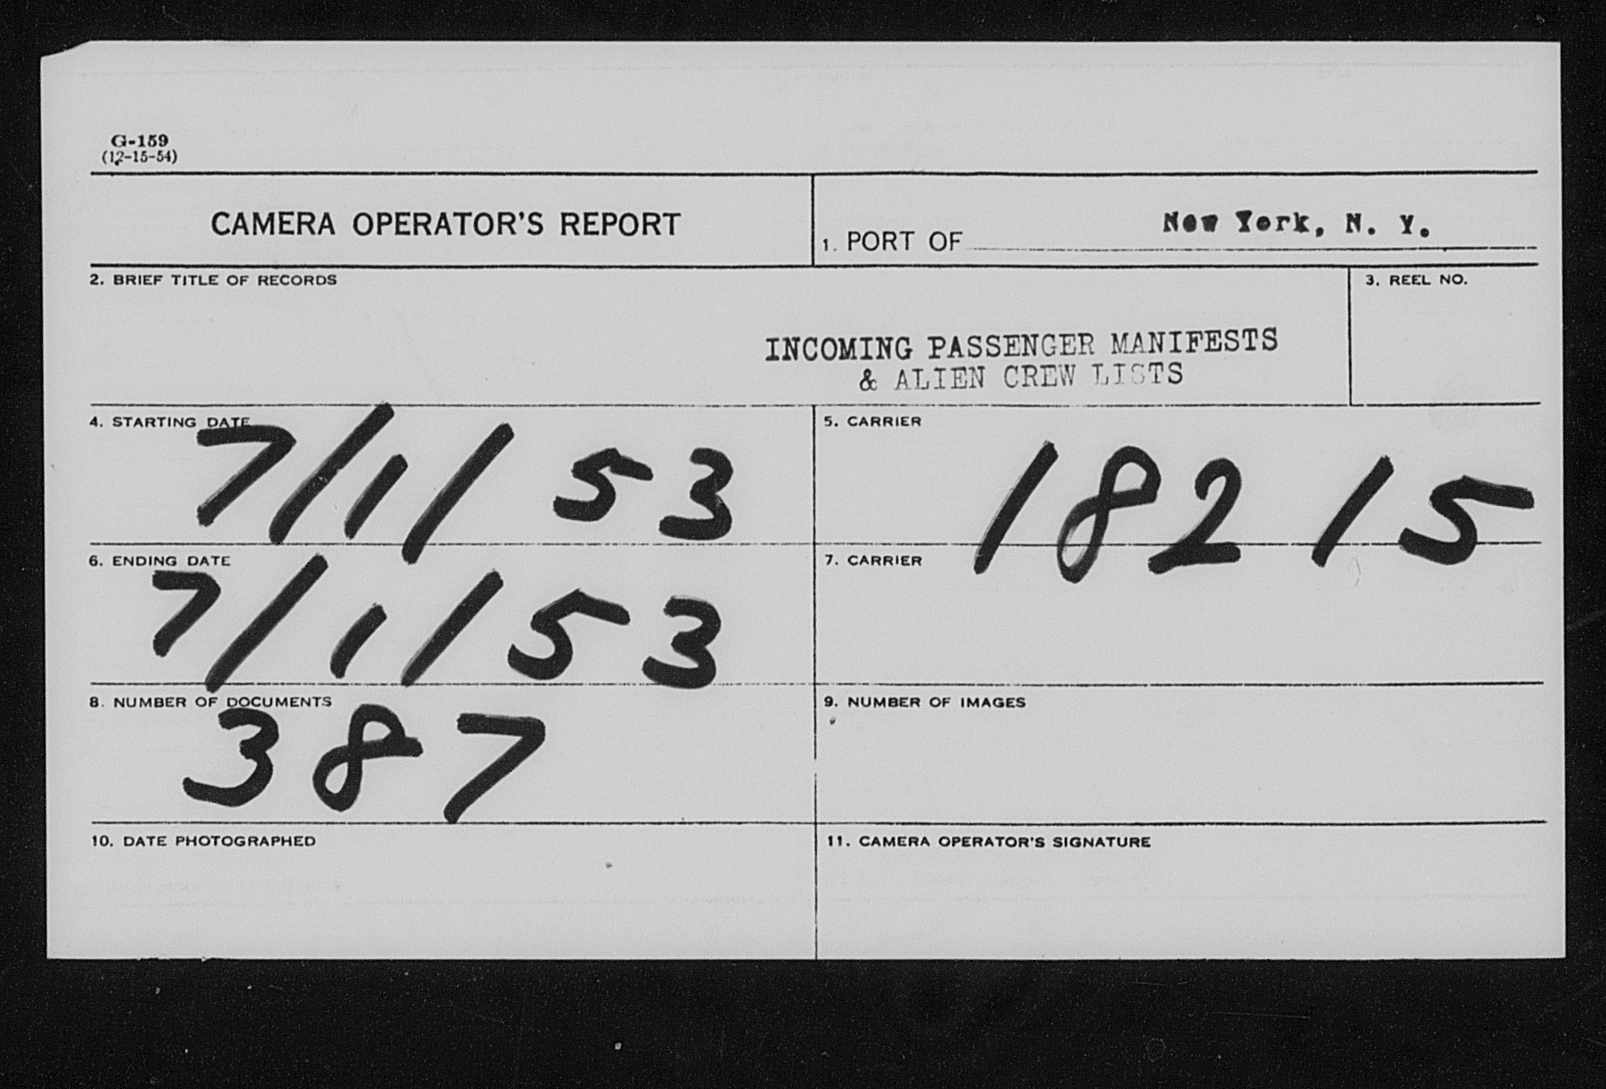 G-159
(12-15-54)
CAMERA OPERATOR'S REPORT
1. PORT OF New York, N. Y.
2. BRIEF TITLE OF RECORDS
3. REEL NO.
INCOMING PASSENGER MANIFESTS
& ALIEN CREW LISTS
4. STARTING DATE
7/1/53
5. CARRIER
18215
6. ENDING DATE
7/1/53
7. CARRIER
8. NUMBER OF DOCUMENTS
387
9. NUMBER OF IMAGES
10. DATE PHOTOGRAPHED
11. CAMERA OPERATOR'S SIGNATURE